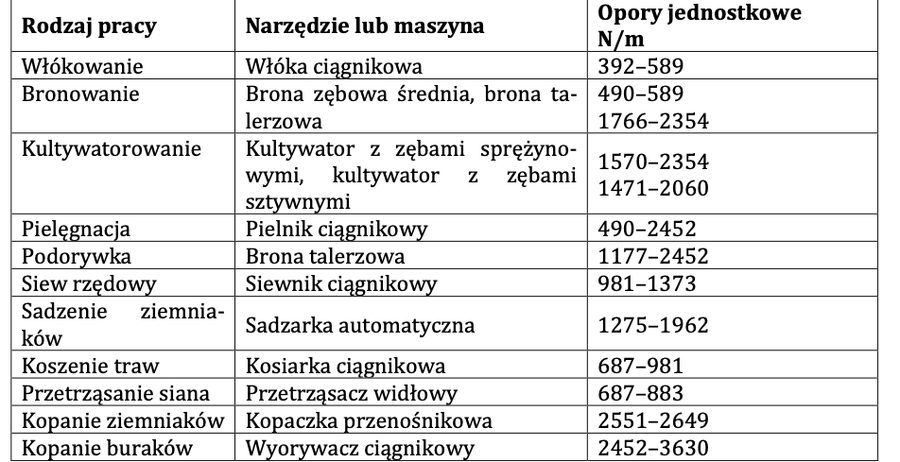 Rodzaj pracy Narzędzie lub maszyna Opory jednostkowe
N/m
Włókowanie Włóka ciągnikowa 392–589
Bronowanie Brona zębowa średnia, brona ta- 490–589
lerzowa 1766–2354
Kultywatorowanie Kultywator z zębami sprężyno- 1570–2354
wymi, kultywator z zębami 1471–2060
sztywnymi
Pielęgnacja Pielnik ciągnikowy 490–2452
Podorywka Brona talerzowa 1177–2452
Siew rzędowy Siewnik ciągnikowy 981–1373
Sadzenie ziemnia-
ków Sadzarka automatyczna 1275–1962
Koszenie traw Kosiarka ciągnikowa 687–981
Przetrząsanie siana Przetrząsacz widłowy 687–883
Kopanie ziemniaków Kopaczka przenośnikowa 2551–2649
Kopanie buraków Wyorywacz ciągnikowy 2452–3630